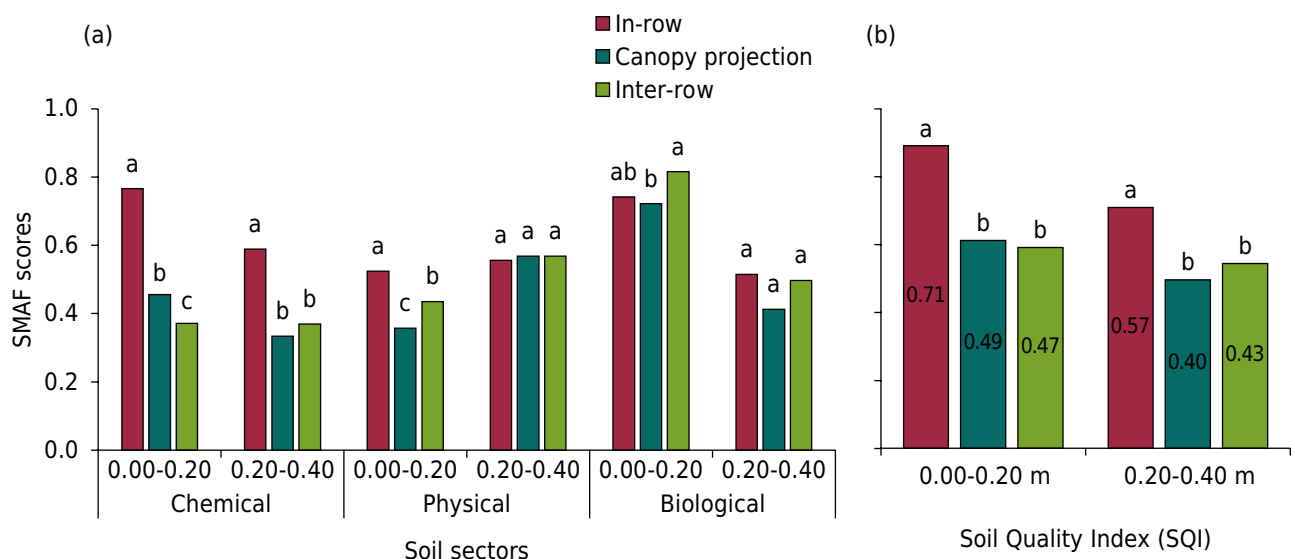 (a)
In-row
Canopy projection
Inter-row
(b)
SMAF scores
1.0
0.8
0.6
0.4
0.2
0.0
a
b
c
a
b
b
a
c
b
a
a
a
ab
b
a
a
a
a
0.00-0.20
0.20-0.40
0.00-0.20
0.20-0.40
0.00-0.20
0.20-0.40
Chemical
Physical
Biological
Soil sectors
a
b
b
a
b
b
0.71
0.49
0.47
0.57
0.40
0.43
0.00-0.20 m
0.20-0.40 m
Soil Quality Index (SQI)